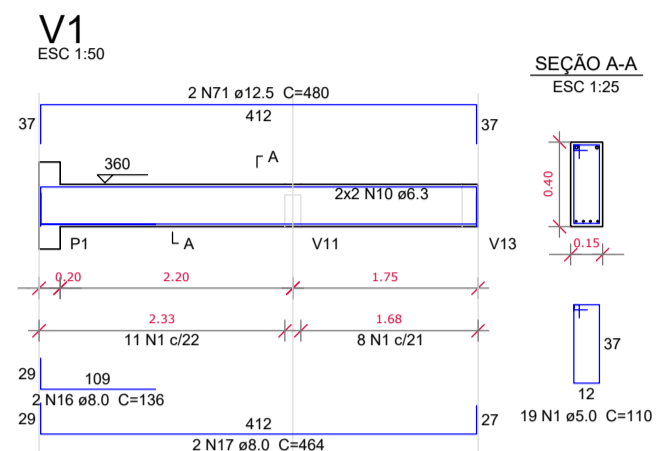 V1
ESC 1:50
2 N71 ø12.5 C=480
37
412
37
360
A
2x2 N10 ø6.3
P1
A
V11
V13
0.20
2.20
1.75
2.33
1.68
11 N1 c/22
8 N1 c/21
29
109
2 N16 ø8.0 C=136
29
412
27
2 N17 ø8.0 C=464
SEÇÃO A-A
ESC 1:25
0.40
0.15
37
12
19 N1 ø5.0 C=110